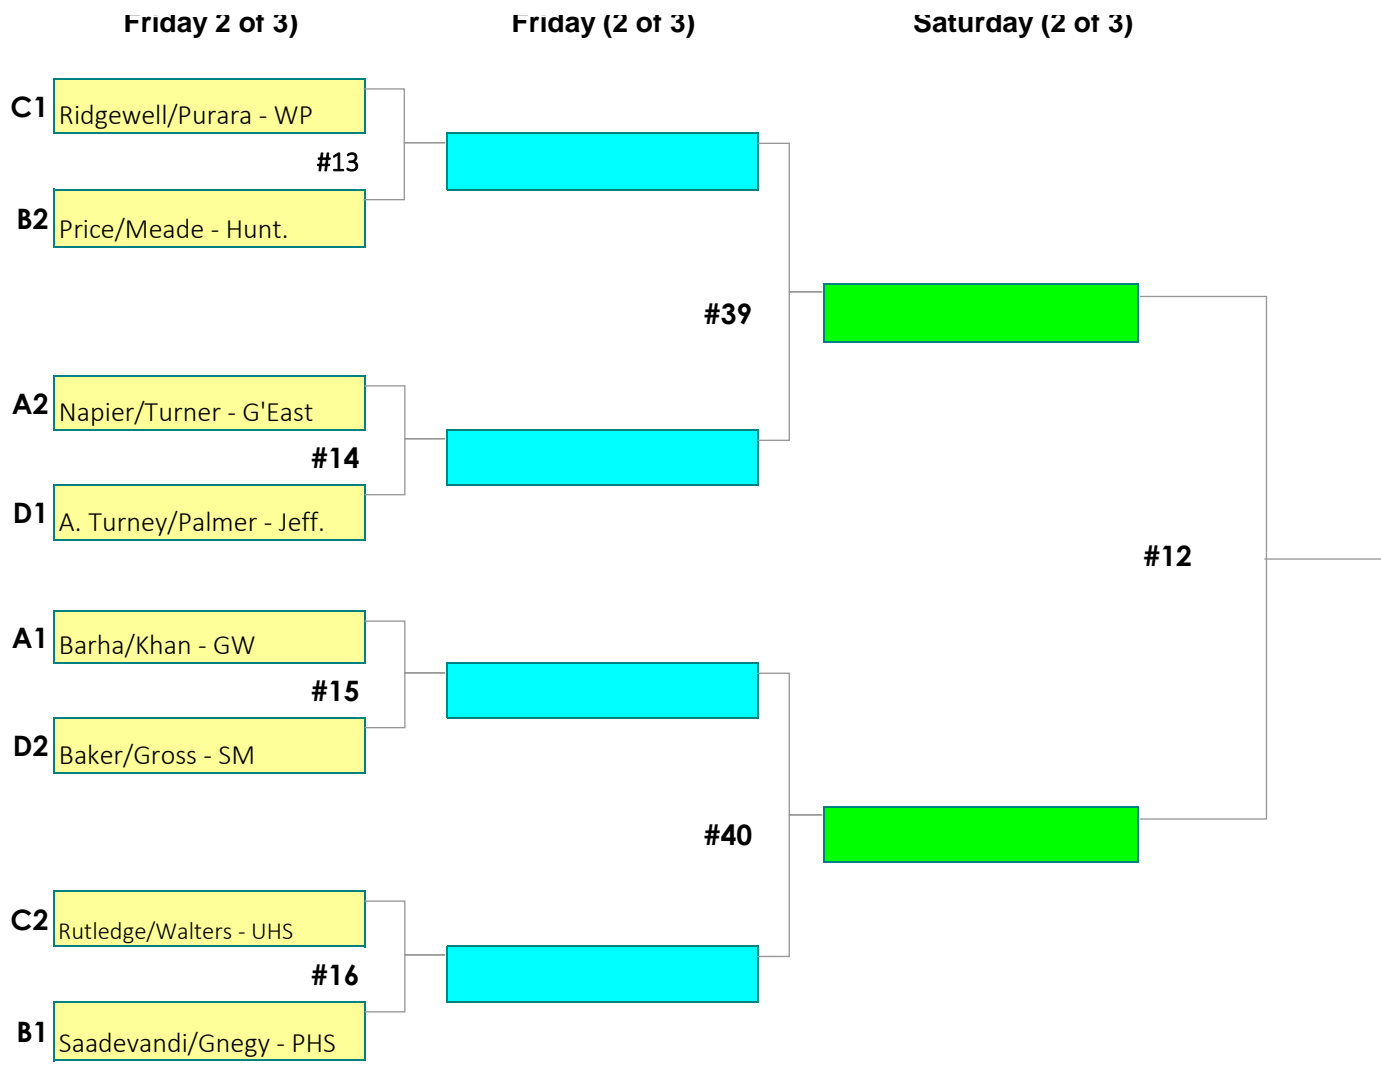 Friday 2 of 3)
Friday (2 of 3)
Saturday (2 of 3)
C1
Ridgewell/Purara - WP
#13
B2
Price/Meade - Hunt.
#39
A2
Napier/Turner - G'East
#14
D1
A. Turney/Palmer - Jeff.
#12
A1
Barha/Khan - GW
#15
D2
Baker/Gross - SM
#40
C2
Rutledge/Walters - UHS
#16
B1
Saadevandi/Gnegy - PHS